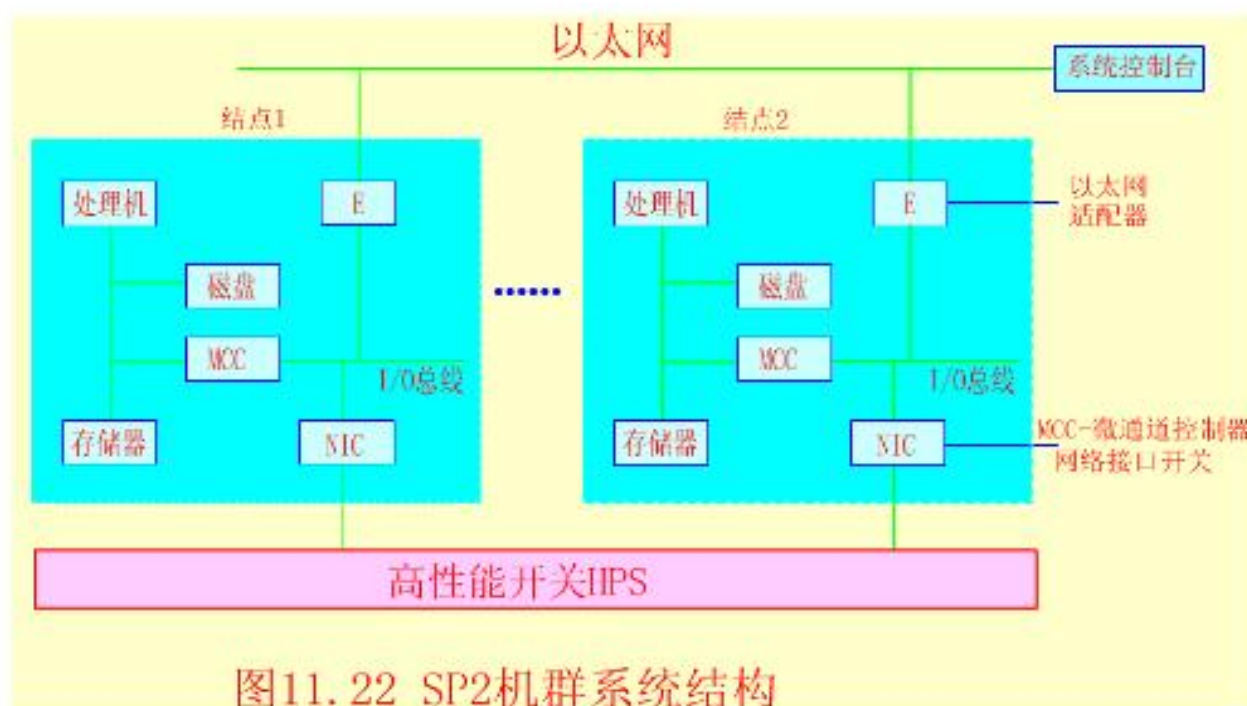 以太网
系统控制台
结点1
结点2
处理机
E
处理机
E
以太网
适配器
磁盘
磁盘
MCC
MCC
I/O总线
I/O总线
存储器
NIC
存储器
NIC
MCC-微通道控制器
网络接口开关
高性能开关HPS
图11.22 SP2机群系统结构